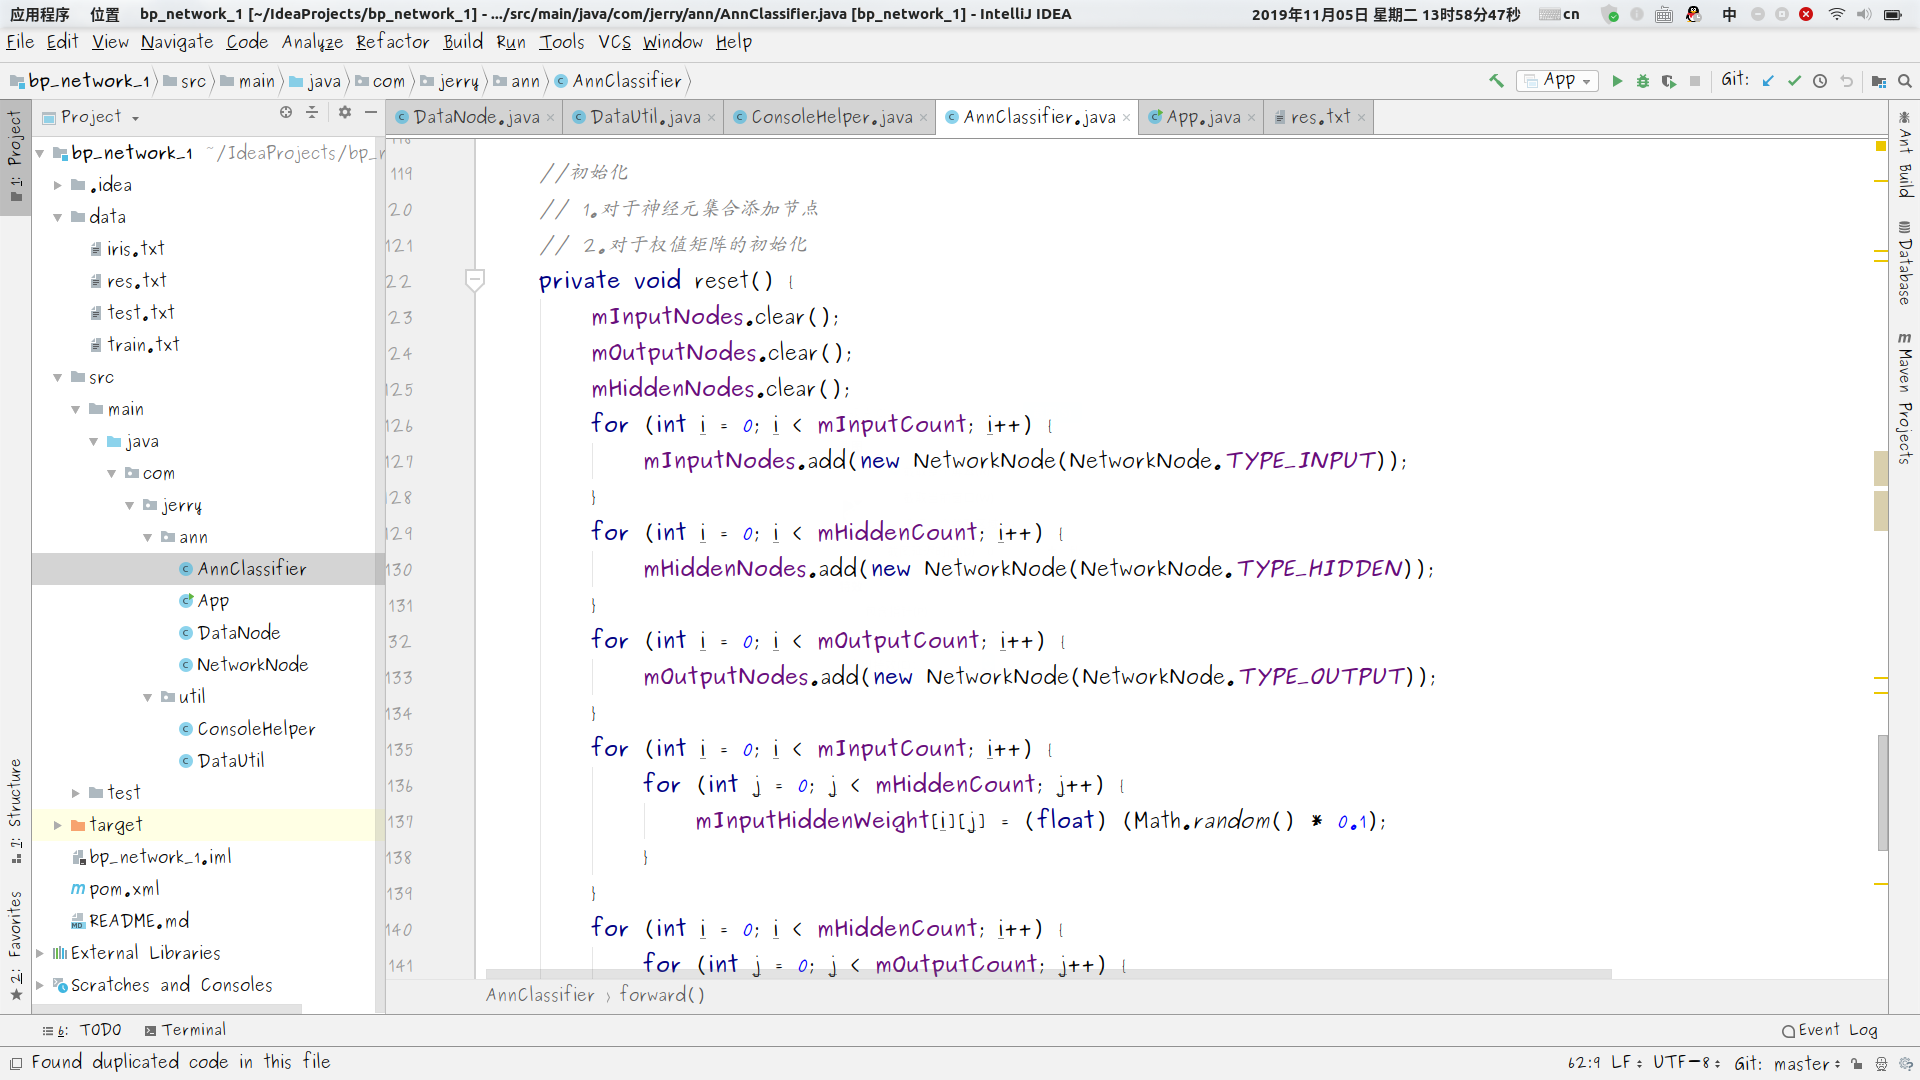 应用程序 位置 bp_network_1 [~/IdeaProjects/bp_network_1] - .../src/main/java/com/jerry/ann/AnnClassifier.java [bp_network_1] - IntelliJ IDEA 2019年11月05日 星期二 13时58分47秒 cn 中
File Edit View Navigate Code Analyze Refactor Build Run Tools VCS Window Help
bp_network_1 src main java com jerry ann AnnClassifier App Git:
Project DataNode.java DataUtil.java ConsoleHelper.java AnnClassifier.java App.java res.txt
1: Project
2: Structure
2: Favorites
bp_network_1 ~/IdeaProjects/bp_n
.idea
data
iris.txt
res.txt
test.txt
train.txt
src
main
java
com
jerry
ann
AnnClassifier
App
DataNode
NetworkNode
util
ConsoleHelper
DataUtil
test
target
bp_network_1.iml
pom.xml
README.md
External Libraries
Scratches and Consoles
118
119 //初始化
120 // 1.对于神经元集合添加节点
121 // 2.对于权值矩阵的初始化
122 private void reset() {
123 mInputNodes.clear();
124 mOutputNodes.clear();
125 mHiddenNodes.clear();
126 for (int i = 0; i < mInputCount; i++) {
127 mInputNodes.add(new NetworkNode(NetworkNode.TYPE_INPUT));
128 }
129 for (int i = 0; i < mHiddenCount; i++) {
130 mHiddenNodes.add(new NetworkNode(NetworkNode.TYPE_HIDDEN));
131 }
132 for (int i = 0; i < mOutputCount; i++) {
133 mOutputNodes.add(new NetworkNode(NetworkNode.TYPE_OUTPUT));
134 }
135 for (int i = 0; i < mInputCount; i++) {
136 for (int j = 0; j < mHiddenCount; j++) {
137 mInputHiddenWeight[i][j] = (float) (Math.random() * 0.1);
138 }
139 }
140 for (int i = 0; i < mHiddenCount; i++) {
141 for (int j = 0; j < mOutputCount; j++) {
AnnClassifier › forward()
Ant Build
Database
Maven Projects
6: TODO Terminal Event Log
Found duplicated code in this file 62:9 LF UTF-8 Git: master